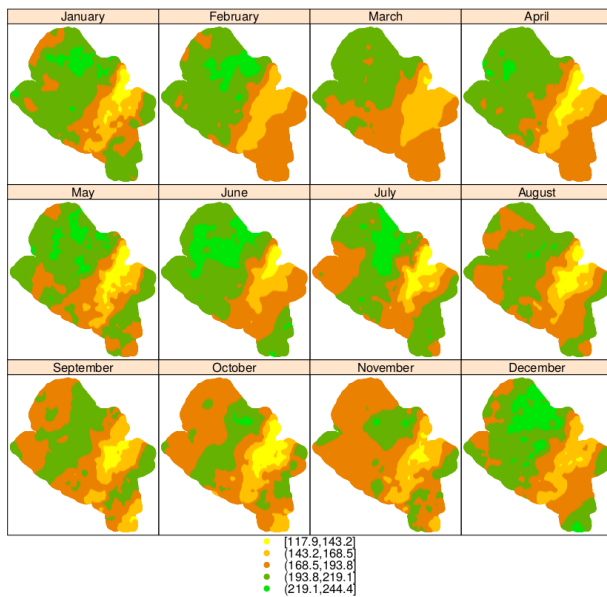 January February March April
May June July August
September October November December
[117.9,143.2]
(143.2,168.5]
(168.5,193.8]
(193.8,219.1]
(219.1,244.4]